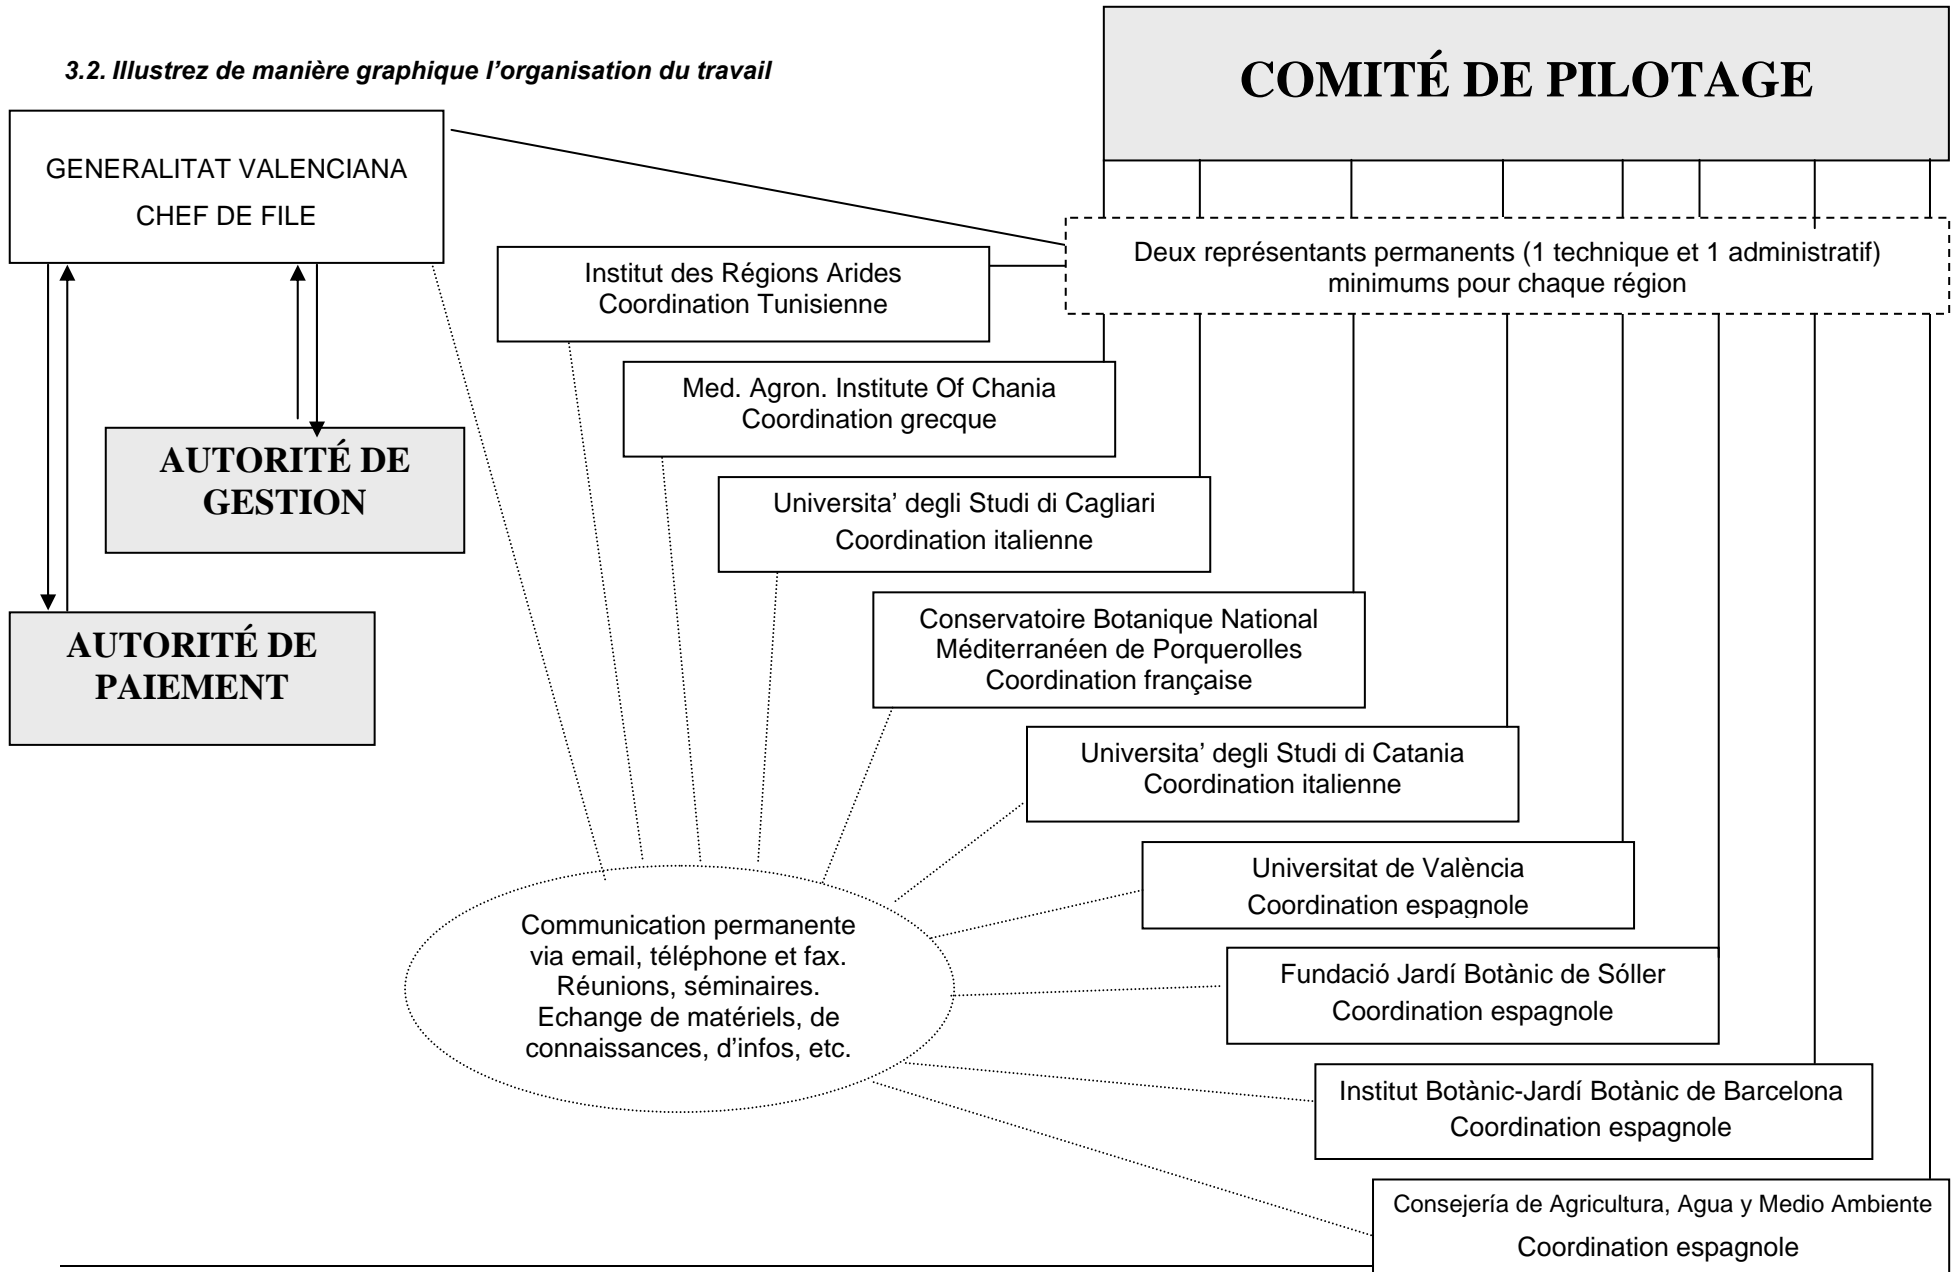 3.2. Illustrez de manière graphique l’organisation du travail
COMITÉ DE PILOTAGE
GENERALITAT VALENCIANA
CHEF DE FILE
Deux représentants permanents (1 technique et 1 administratif)
minimums pour chaque région
Institut des Régions Arides
Coordination Tunisienne
Med. Agron. Institute Of Chania
Coordination grecque
AUTORITÉ DE
GESTION
Universita’ degli Studi di Cagliari
Coordination italienne
Conservatoire Botanique National
Méditerranéen de Porquerolles
Coordination française
AUTORITÉ DE
PAIEMENT
Universita’ degli Studi di Catania
Coordination italienne
Universitat de València
Coordination espagnole
Communication permanente
via email, téléphone et fax.
Réunions, séminaires.
Echange de matériels, de
connaissances, d’infos, etc.
Fundació Jardí Botànic de Sóller
Coordination espagnole
Institut Botànic-Jardí Botànic de Barcelona
Coordination espagnole
Consejería de Agricultura, Agua y Medio Ambiente
Coordination espagnole